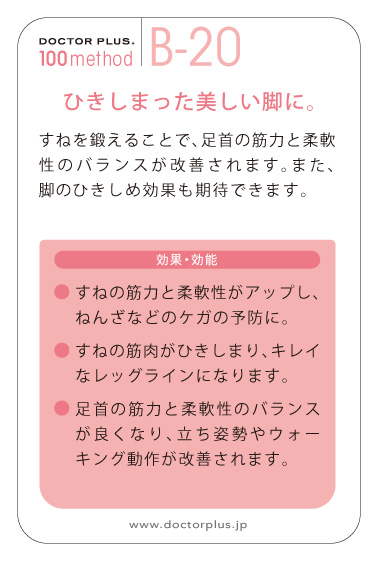 DOCTOR PLUS.
100method
B-20
ひきしまった美しい脚に。
すねを鍛えることで、足首の筋力と柔軟
性のバランスが改善されます。また、
脚のひきしめ効果も期待できます。
効果・効能
● すねの筋力と柔軟性がアップし、
ねんざなどのケガの予防に。
● すねの筋肉がひきしまり、キレイ
なレッグラインになります。
● 足首の筋力と柔軟性のバランス
が良くなり、立ち姿勢やウォー
キング動作が改善されます。
www.doctorplus.jp